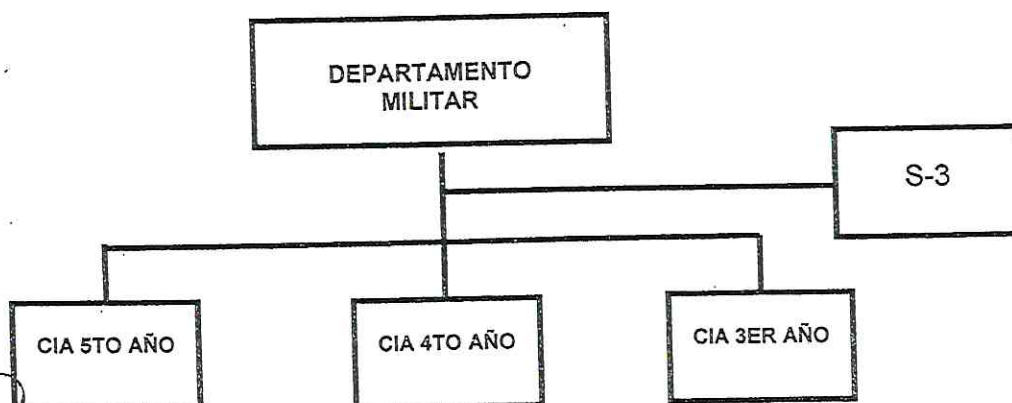 DEPARTAMENTO
MILITAR
S-3
CIA 5TO AÑO
CIA 4TO AÑO
CIA 3ER AÑO